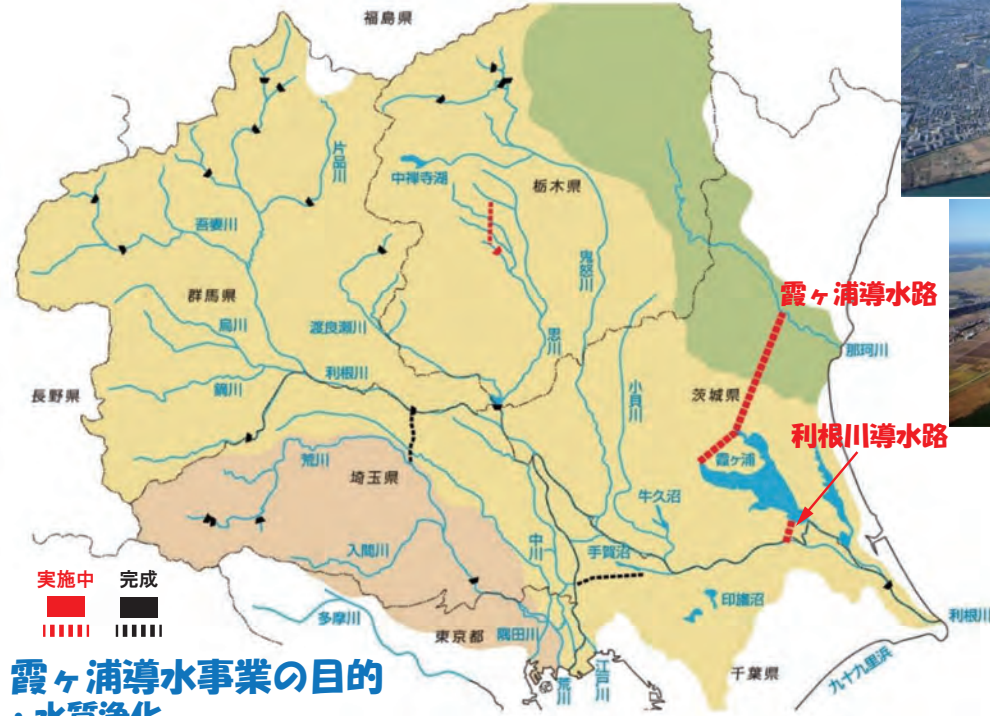 福島県
片品川
中禅寺湖
栃木県
吾妻川
鬼怒川
霞ヶ浦導水路
群馬県
烏川
渡良瀬川
思川
那珂川
利根川
小貝川
長野県
鏑川
茨城県
利根川導水路
荒川
霞ヶ浦
埼玉県
牛久沼
中川
手賀沼
入間川
実施中 完成
印旛沼
多摩川
利根川
東京都
隅田川
千葉県
九十九里浜
荒川
江戸川
霞ヶ浦導水事業の目的
・水質浄化